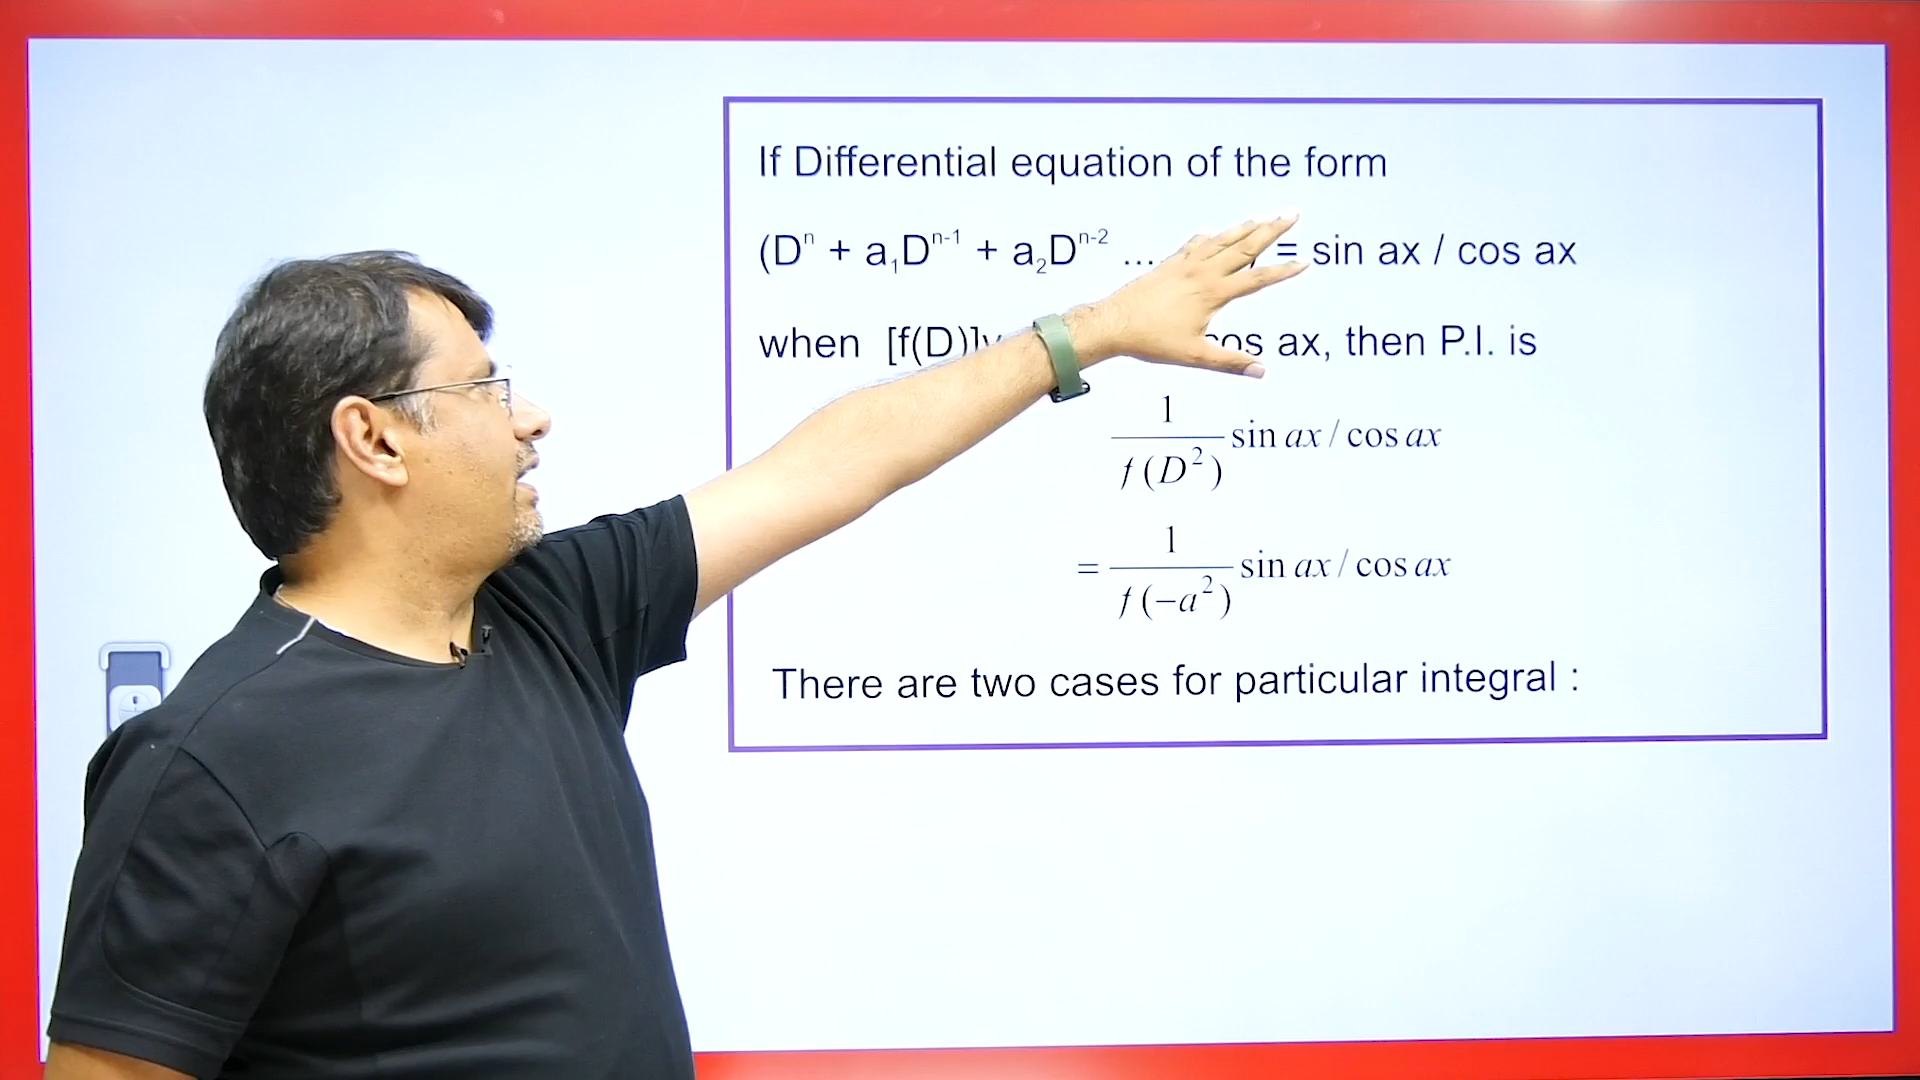 If Differential equation of the form
(Dⁿ + a₁Dⁿ⁻¹ + a₂Dⁿ⁻² .... = sin ax / cos ax
when [f(D)]y cos ax, then P.I. is
1
f(D²) sin ax / cos ax
= 1
f(−a²) sin ax / cos ax
There are two cases for particular integral :